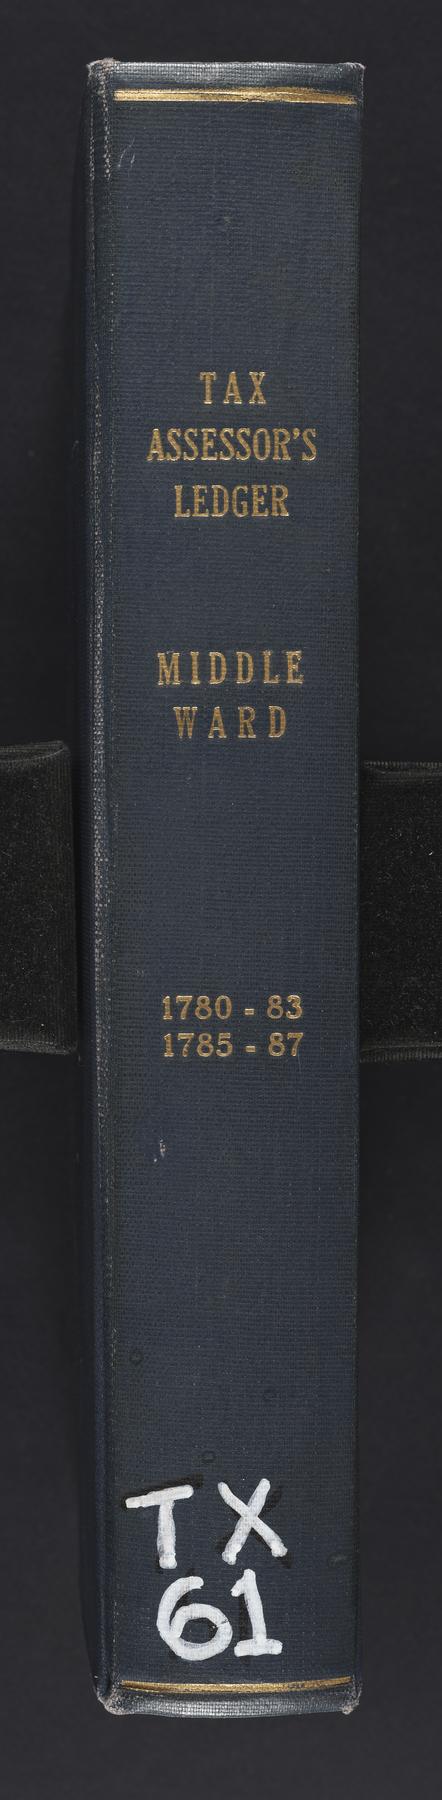 TAX
ASSESSOR'S
LEDGER
MIDDLE
WARD
1780 - 83
1785 - 87
TX
61